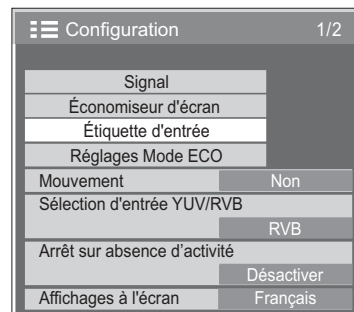 Configuration 1/2
Signal
Économiseur d'écran
Étiquette d'entrée
Réglages Mode ECO
Mouvement Non
Sélection d'entrée YUV/RVB
RVB
Arrêt sur absence d’activité
Désactiver
Affichages à l'écran Français